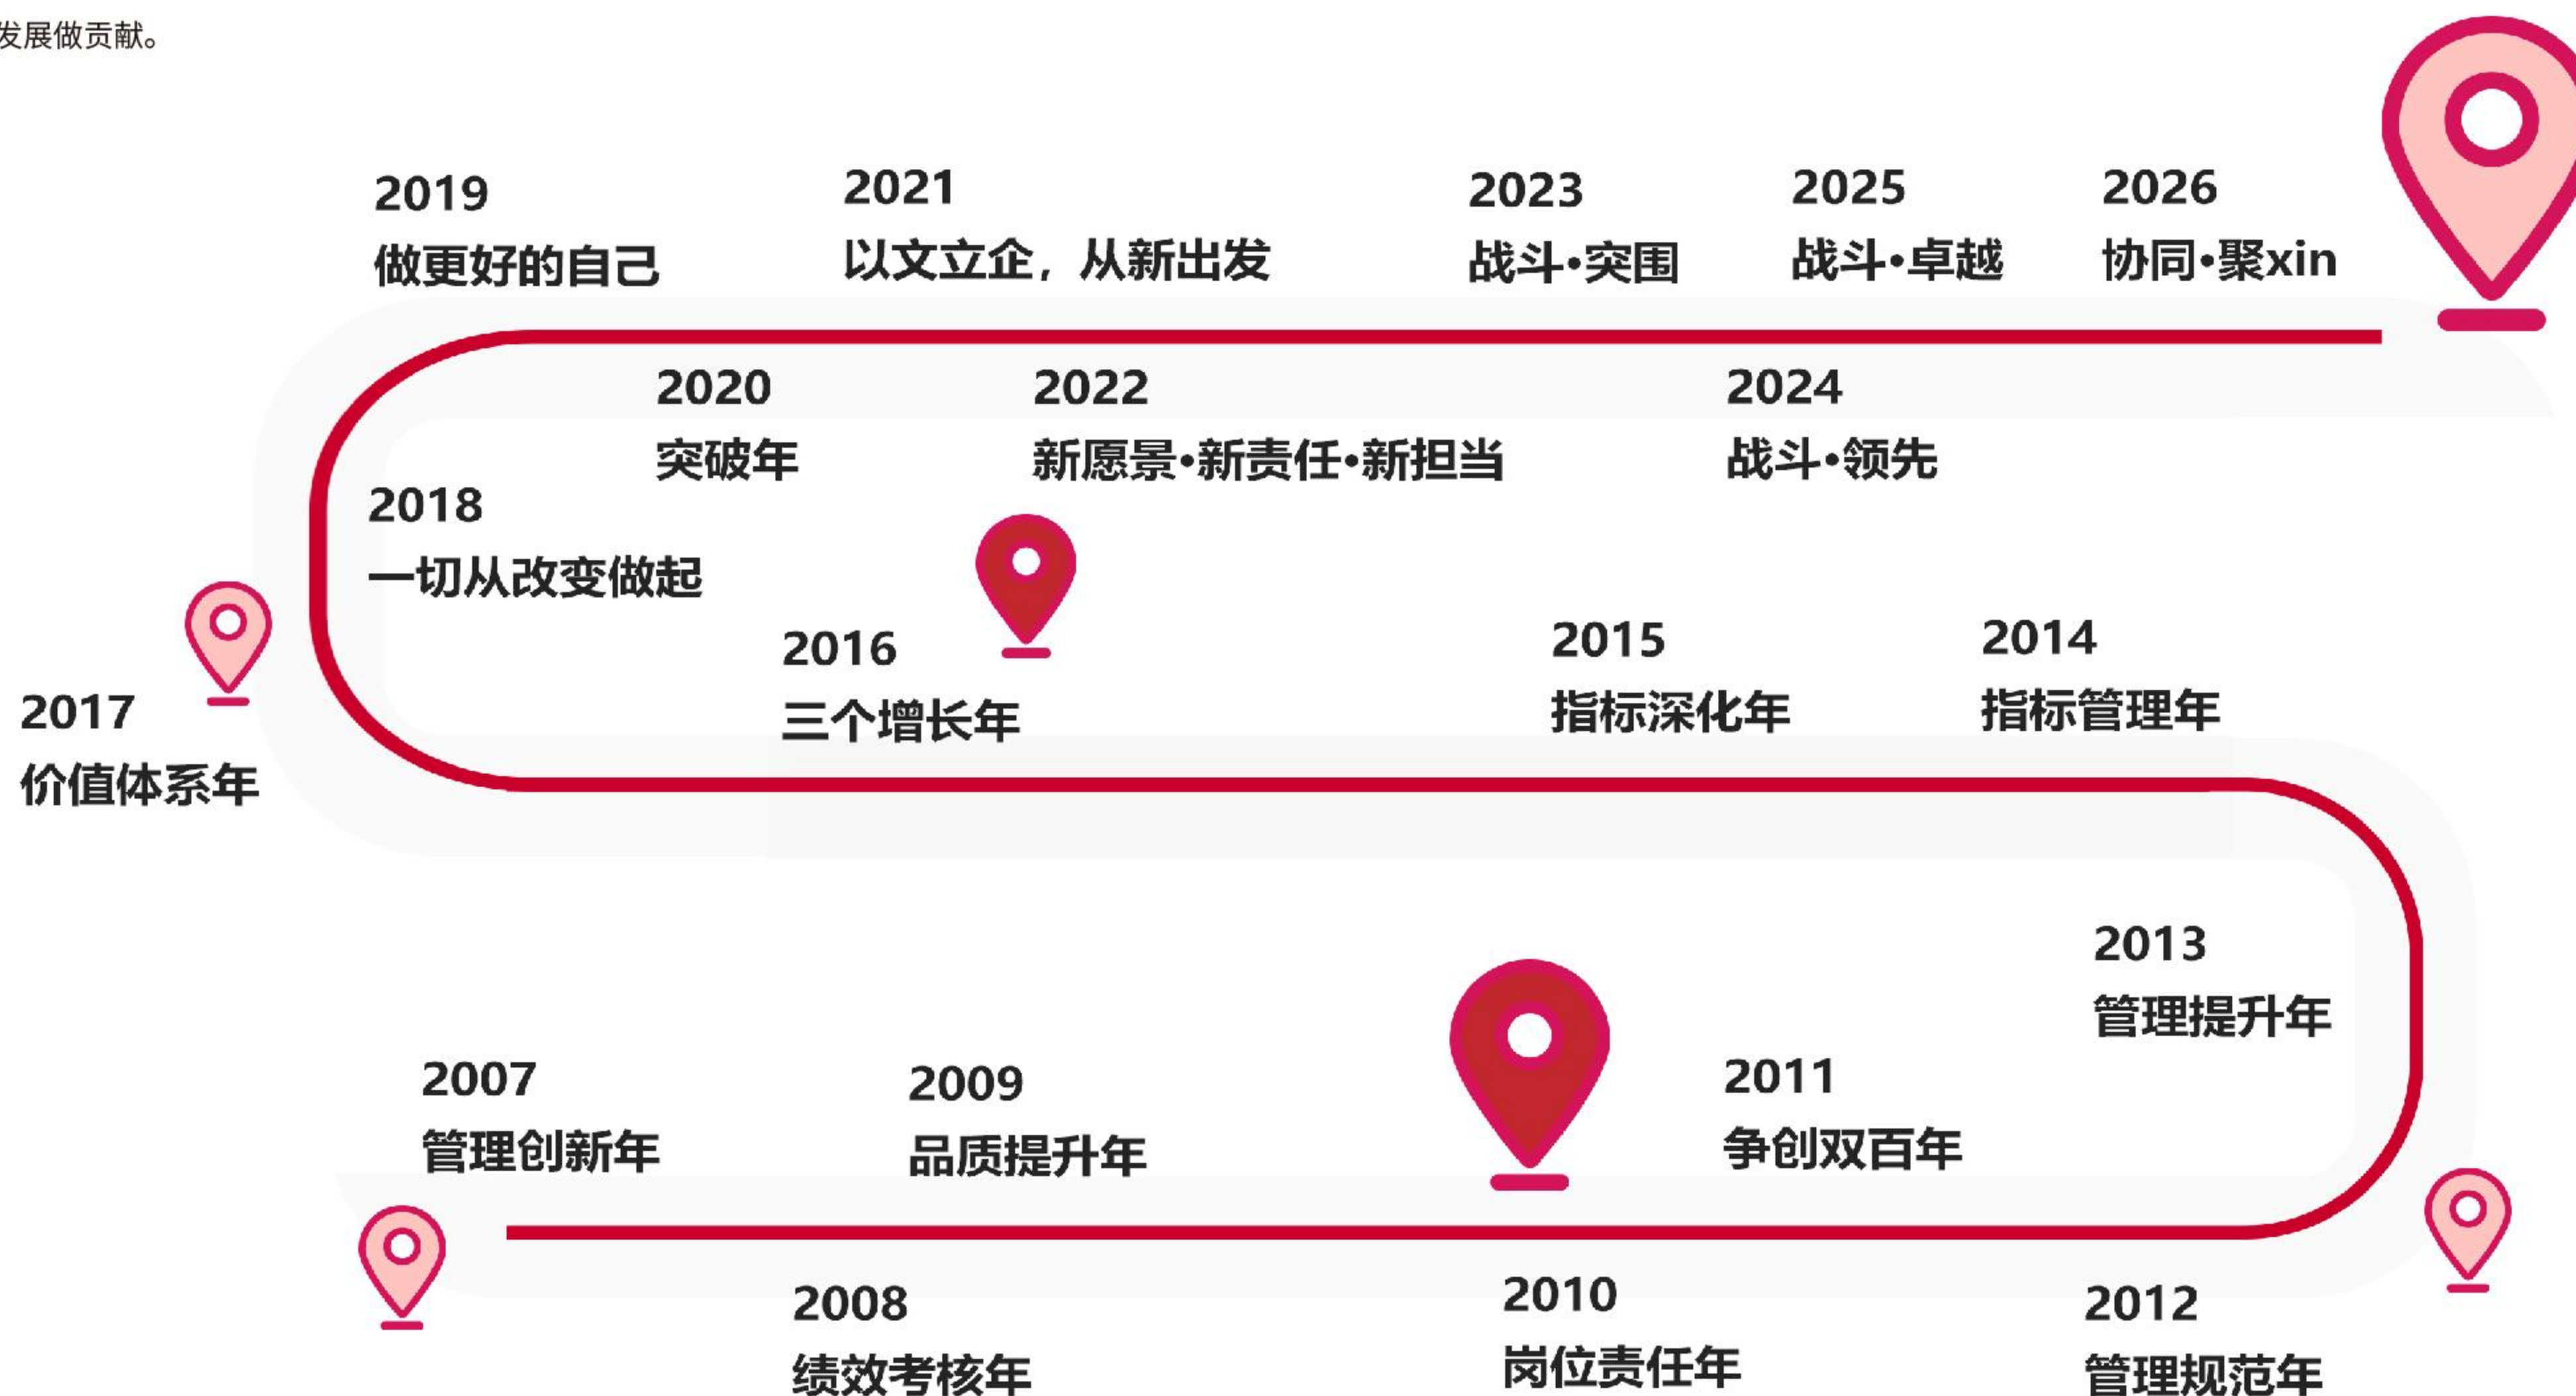 发展做贡献。
2019
做更好的自己
2021
以文立企，从新出发
2023
战斗·突围
2025
战斗·卓越
2026
协同·聚xin
2020
突破年
2022
新愿景·新责任·新担当
2024
战斗·领先
2018
一切从改变做起
2017
价值体系年
2016
三个增长年
2015
指标深化年
2014
指标管理年
2013
管理提升年
2007
管理创新年
2009
品质提升年
2011
争创双百年
2008
绩效考核年
2010
岗位责任年
2012
管理规范年